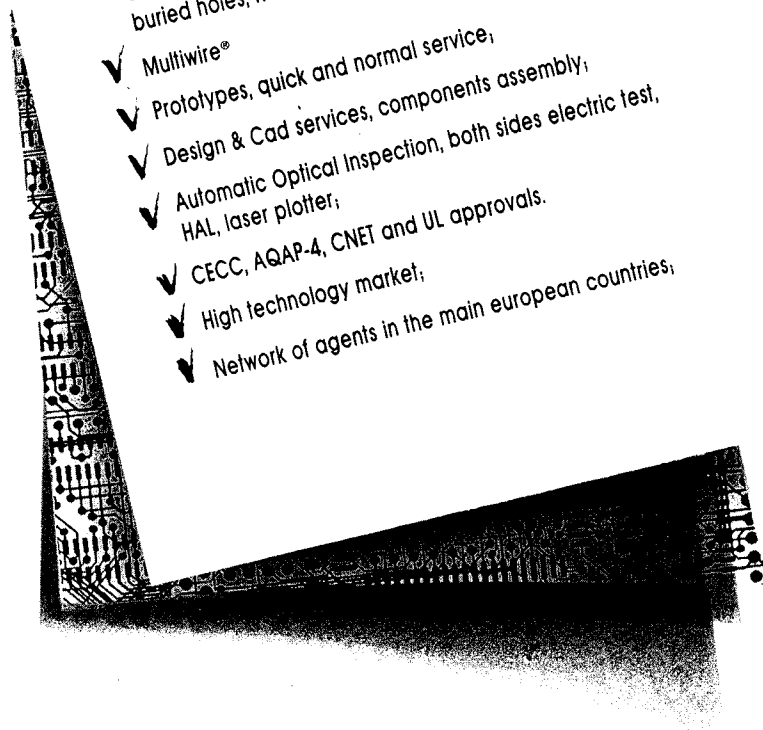 buried holes,
Multiwire®
Prototypes, quick and normal service;
Design & Cad services, components assembly;
Automatic Optical Inspection, both sides electric test,
HAL, laser plotter;
CECC, AQAP-4, CNET and UL approvals.
High technology market;
Network of agents in the main european countries;